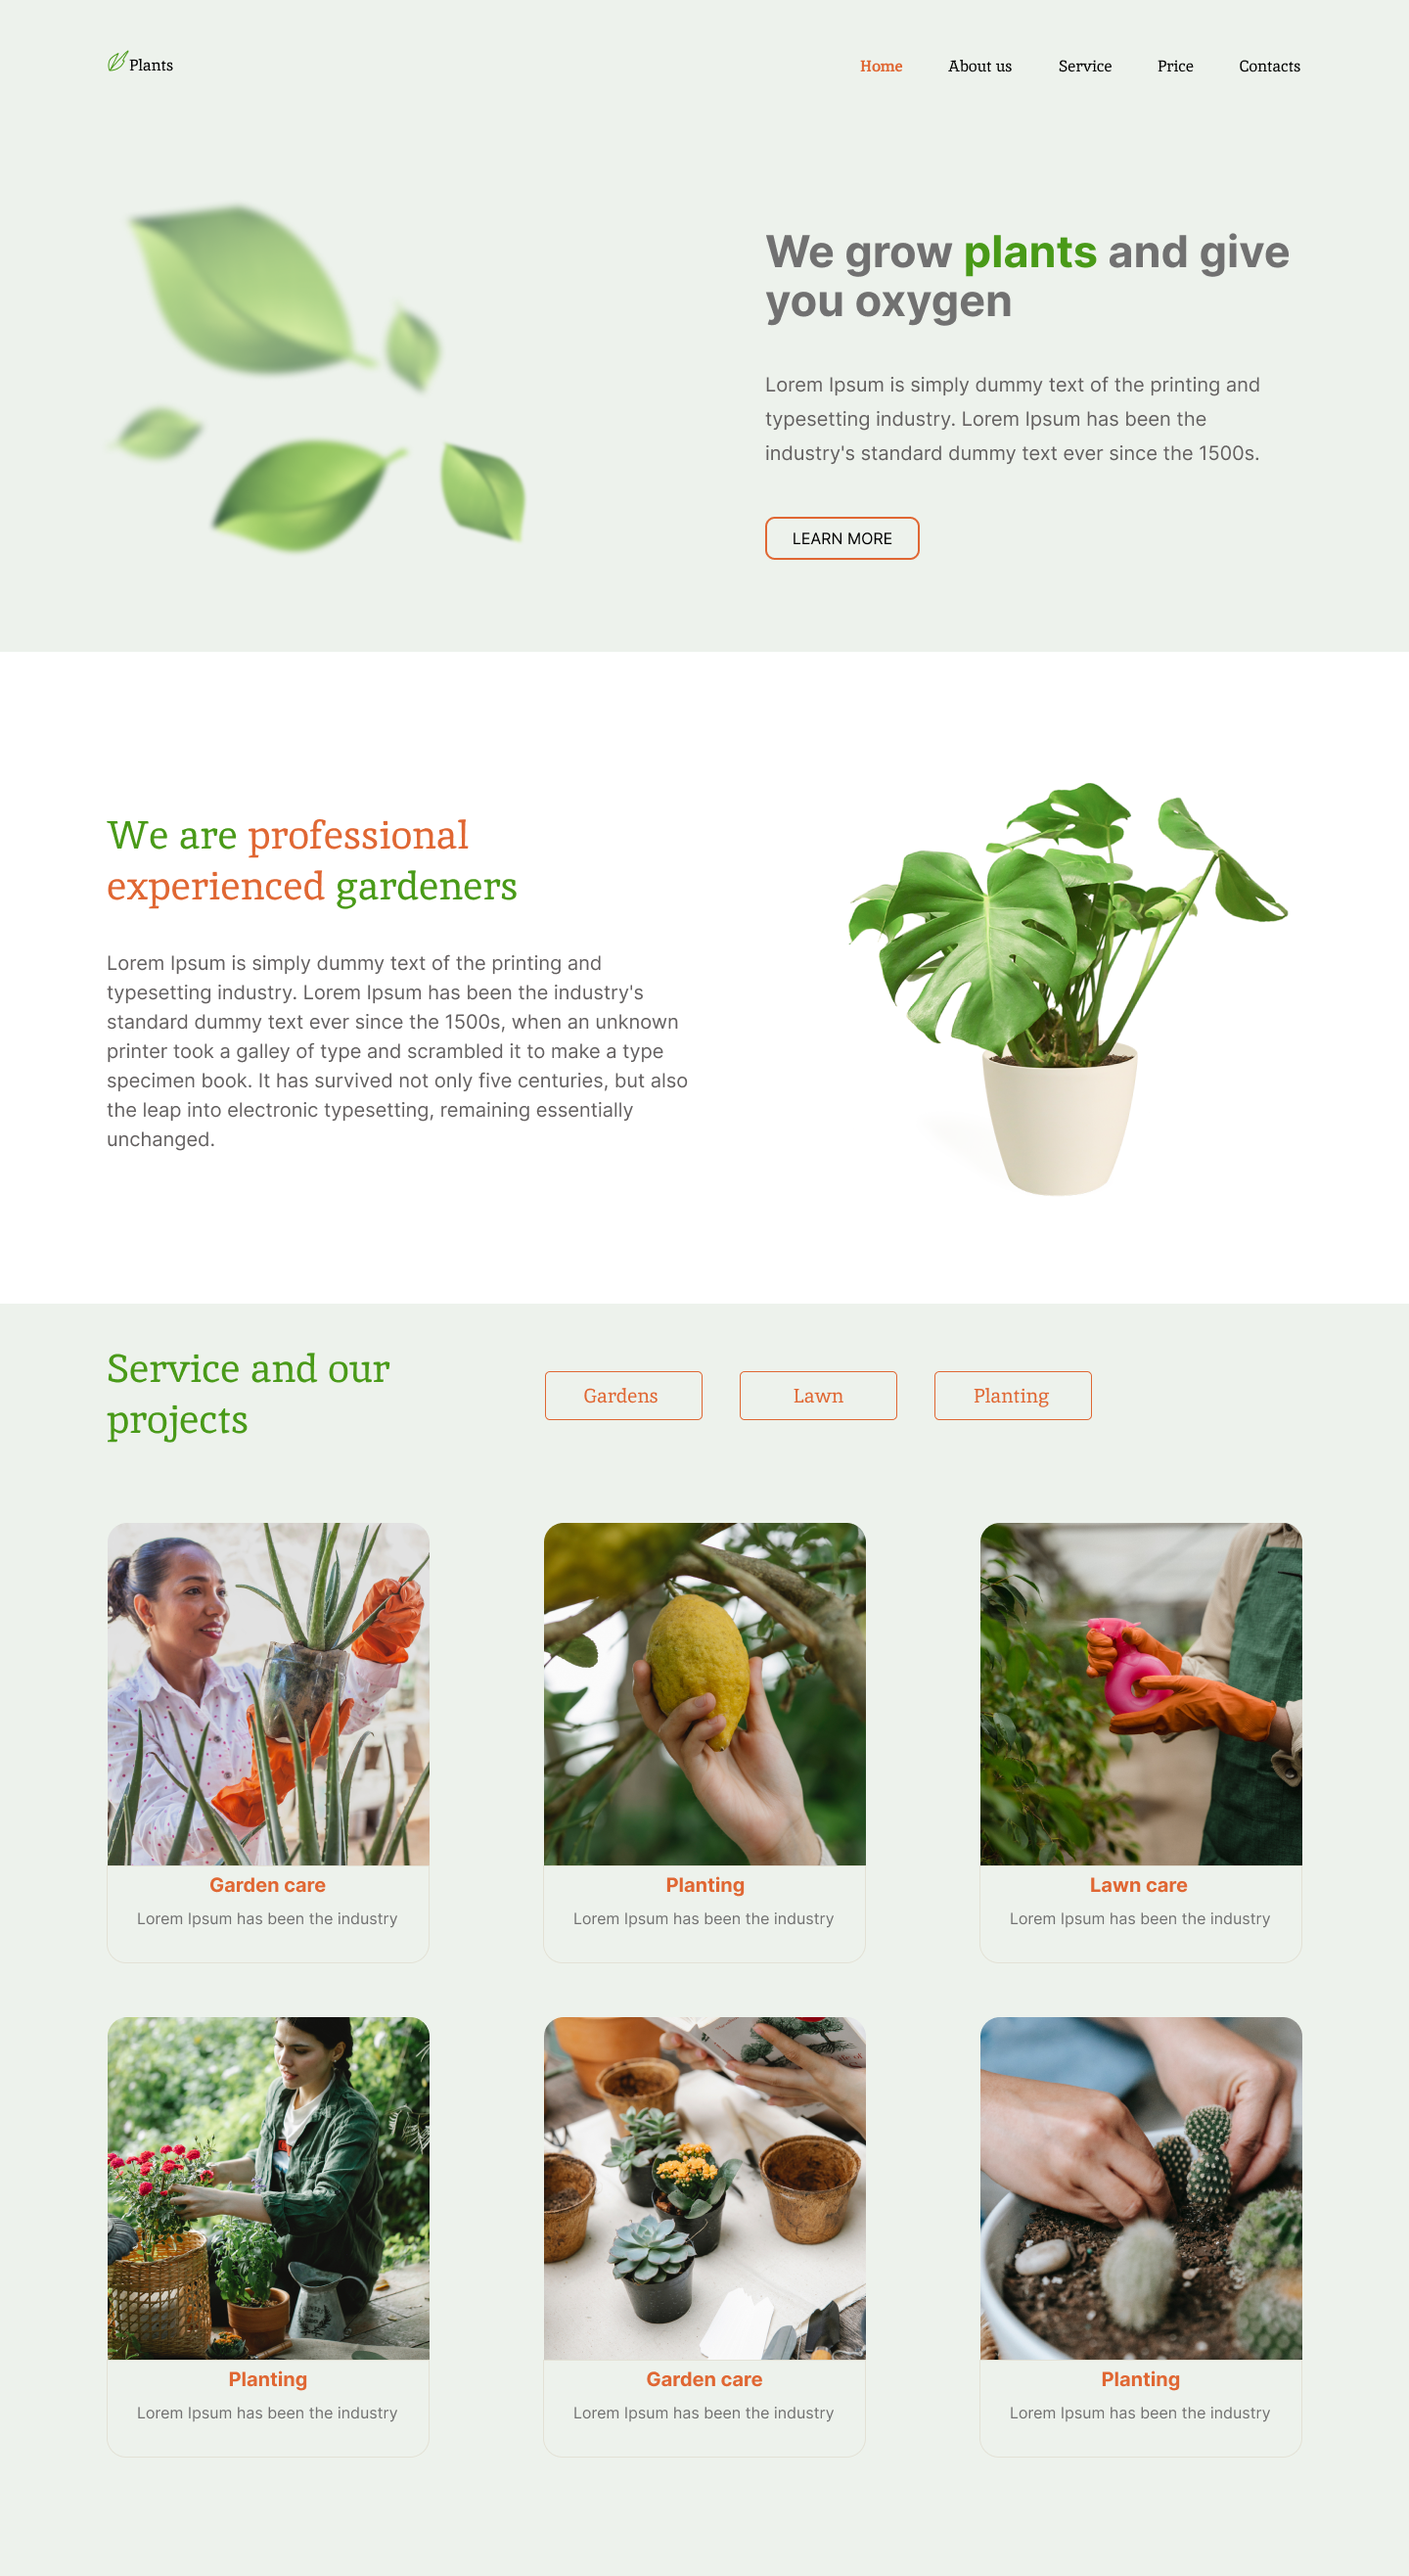 Plants
Home About us Service Price Contacts
We grow plants and give
you oxygen
Lorem Ipsum is simply dummy text of the printing and
typesetting industry. Lorem Ipsum has been the
industry's standard dummy text ever since the 1500s.
LEARN MORE
We are professional
experienced gardeners
Lorem Ipsum is simply dummy text of the printing and
typesetting industry. Lorem Ipsum has been the industry's
standard dummy text ever since the 1500s, when an unknown
printer took a galley of type and scrambled it to make a type
specimen book. It has survived not only five centuries, but also
the leap into electronic typesetting, remaining essentially
unchanged.
Service and our
projects
Gardens Lawn Planting
Garden care
Lorem Ipsum has been the industry
Planting
Lorem Ipsum has been the industry
Lawn care
Lorem Ipsum has been the industry
Planting
Lorem Ipsum has been the industry
Garden care
Lorem Ipsum has been the industry
Planting
Lorem Ipsum has been the industry